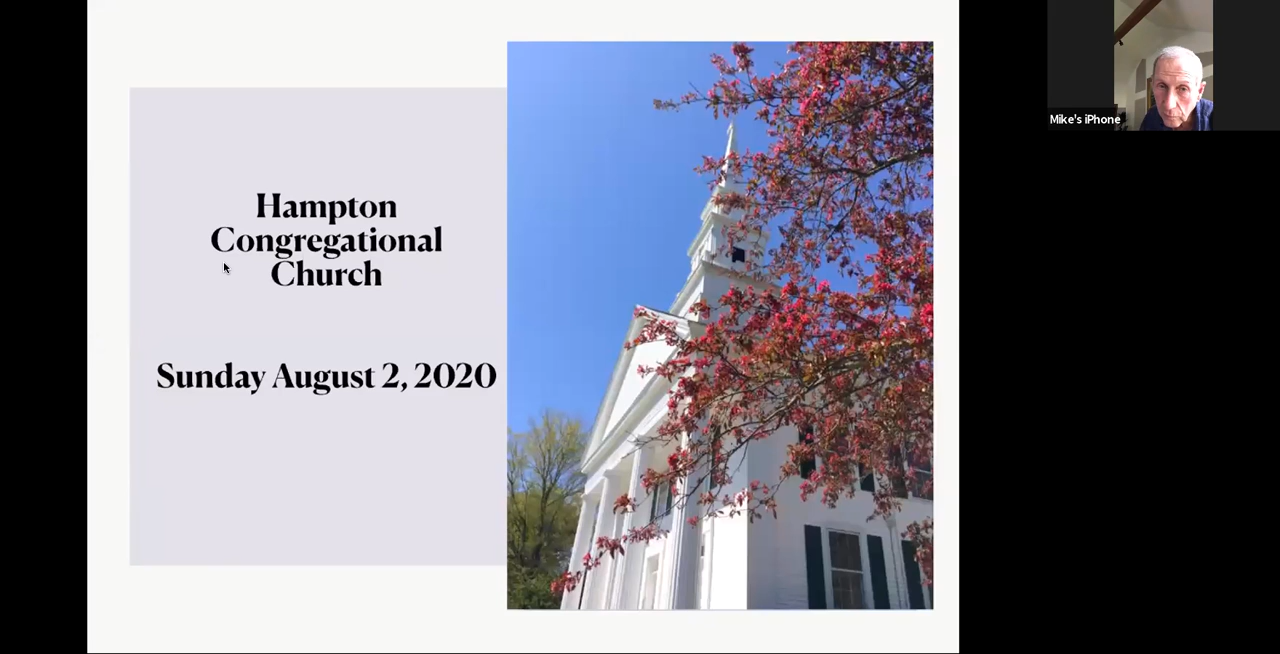 Hampton
Congregational
Church
Sunday August 2, 2020
Mike's iPhone